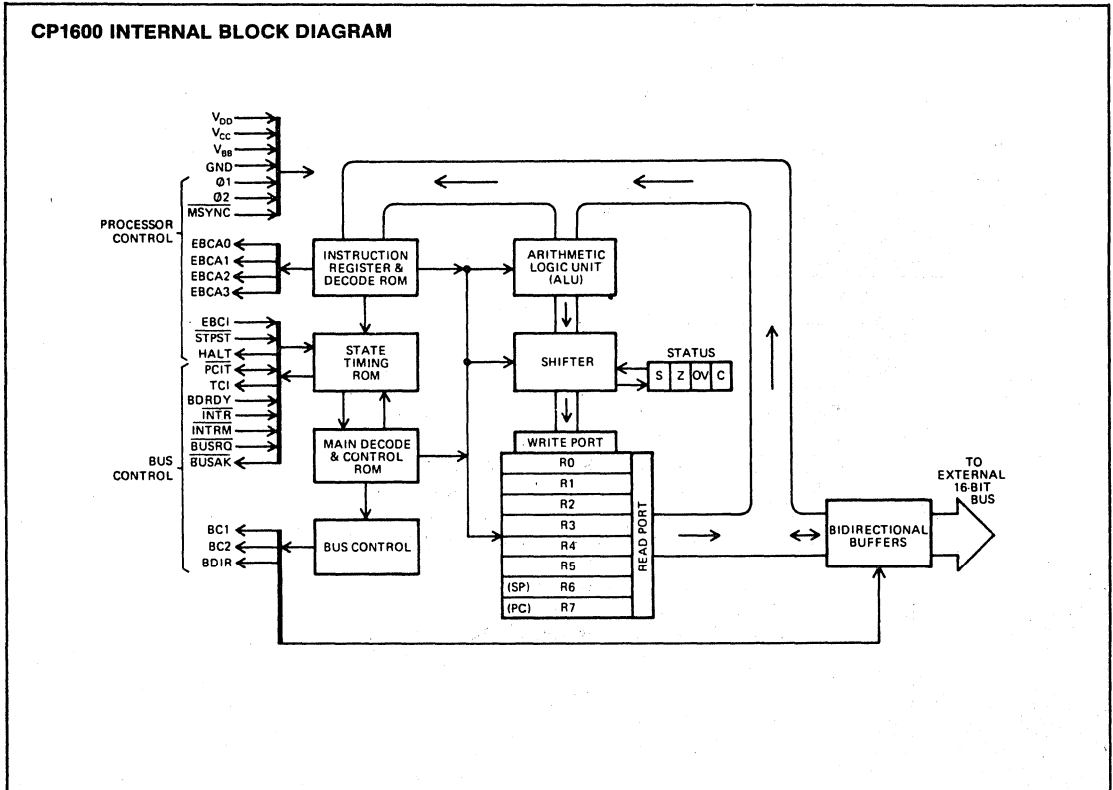 CP1600 INTERNAL BLOCK DIAGRAM
VDD
VCC
VBB
GND
Ø1
Ø2
MSYNC
PROCESSOR
CONTROL
EBCA0
EBCA1
EBCA2
EBCA3
EBCI
STPST
HALT
PCIT
TCI
BDRDY
INTR
INTRM
BUSRQ
BUSAK
BUS
CONTROL
BC1
BC2
BDIR
INSTRUCTION
REGISTER &
DECODE ROM
STATE
TIMING
ROM
MAIN DECODE
& CONTROL
ROM
BUS CONTROL
ARITHMETIC
LOGIC UNIT
(ALU)
SHIFTER
STATUS
S Z OV C
WRITE PORT
R0
R1
R2
R3
R4
R5
(SP) R6
(PC) R7
READ PORT
BIDIRECTIONAL
BUFFERS
TO
EXTERNAL
16-BIT
BUS